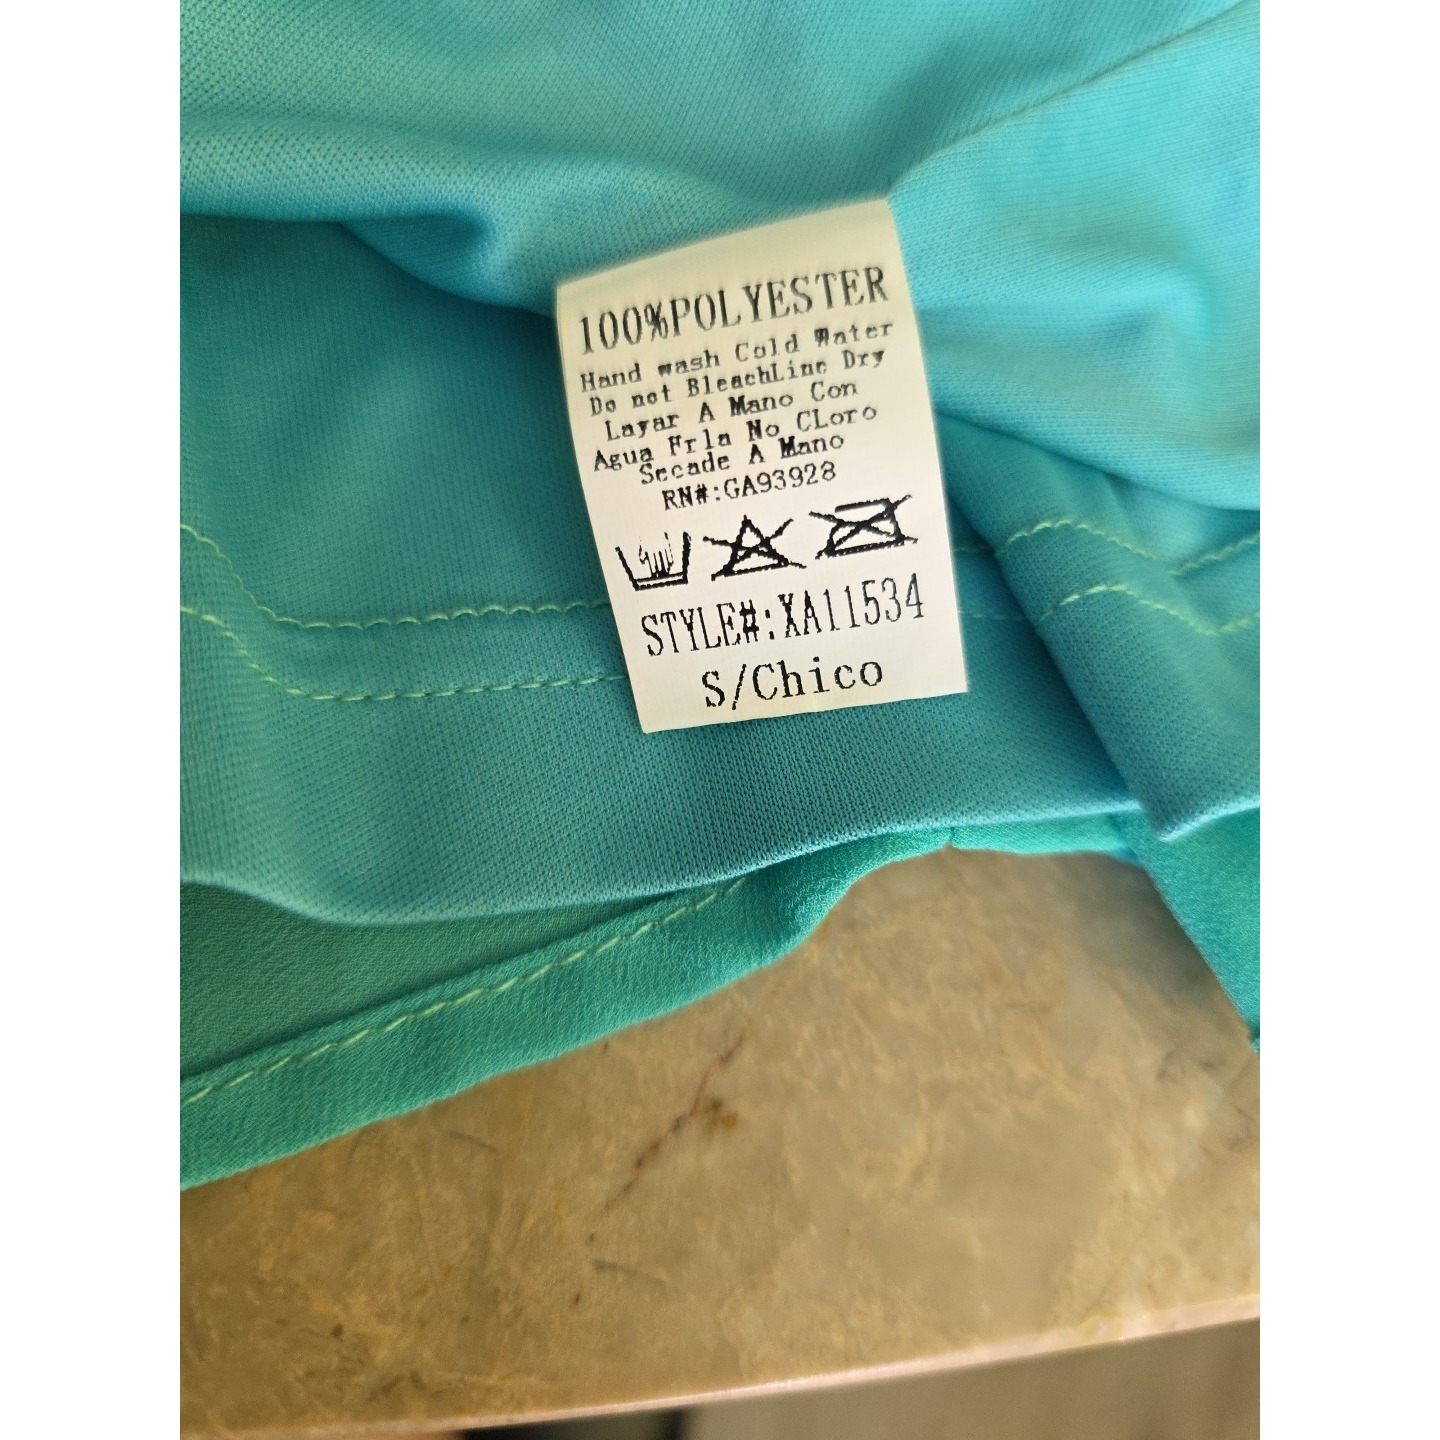 100%POLYESTER
Hand wash Cold Water
Do not BleachLine Dry
Layar A Mano Con
Agua Frla No CLoro
Secade A Mano
RN#:GA93928
STYLE#:XA11534
S/Chico